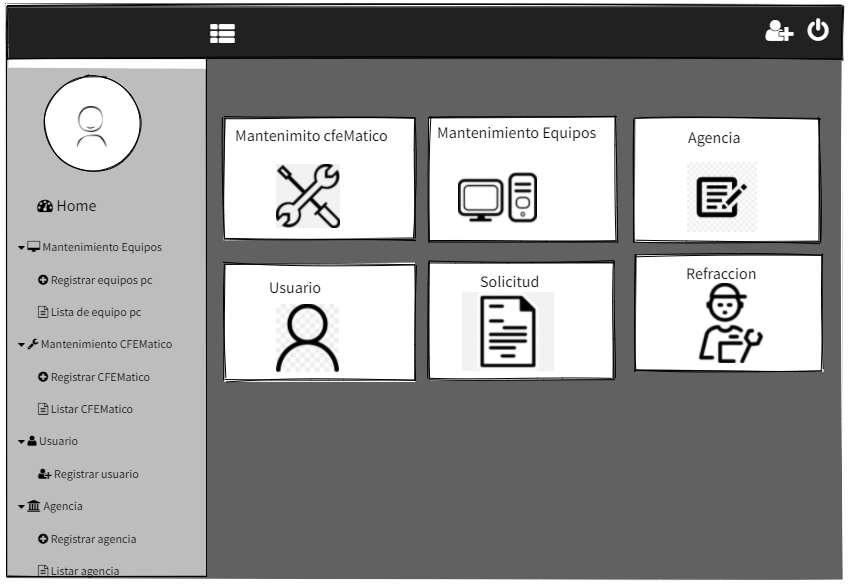 Home
Mantenimiento Equipos
Registrar equipos pc
Lista de equipo pc
Mantenimiento CFEMatico
Registrar CFEMatico
Listar CFEMatico
Usuario
Registrar usuario
Agencia
Registrar agencia
Listar agencia
Mantenimito cfeMatico
Mantenimiento Equipos
Agencia
Usuario
Solicitud
Refraccion